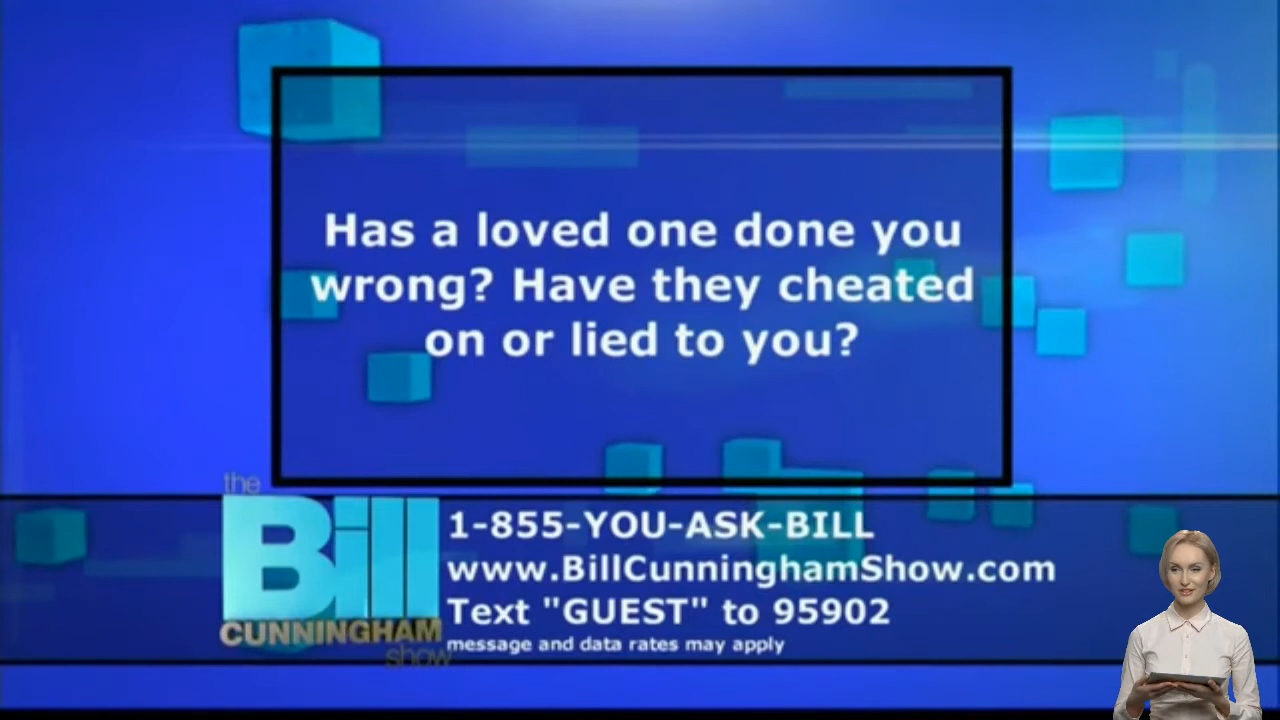 Has a loved one done you
wrong? Have they cheated
on or lied to you?
the
Bill
CUNNINGHAM
show
1-855-YOU-ASK-BILL
www.BillCunninghamShow.com
Text "GUEST" to 95902
message and data rates may apply